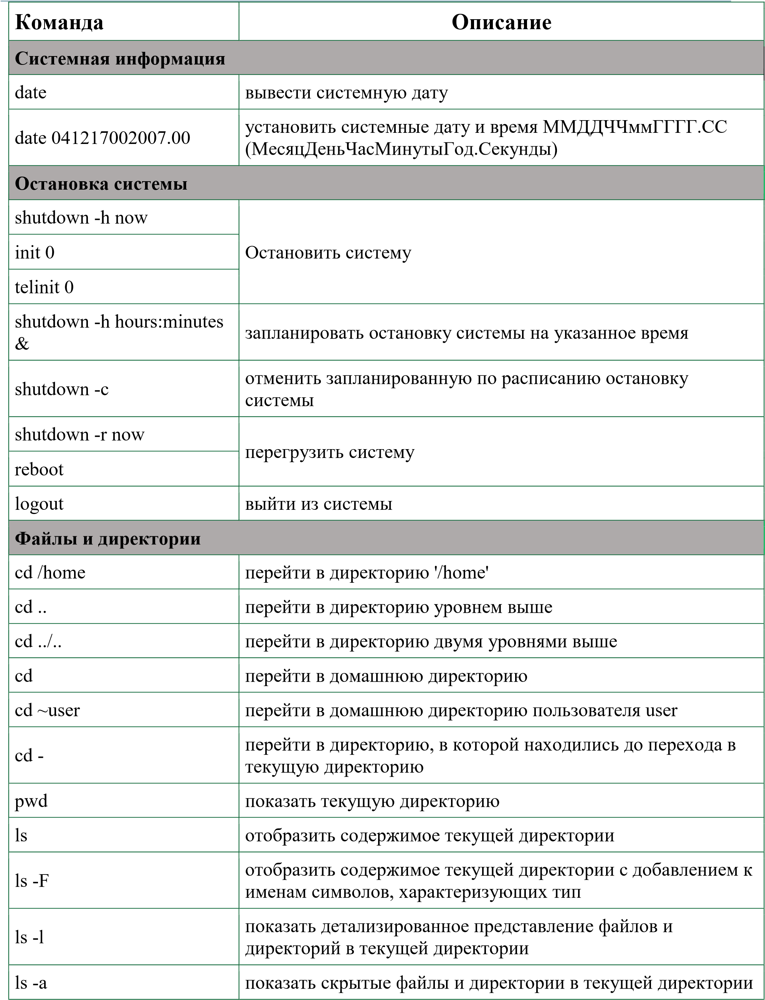 Команда
Описание
Системная информация
date
вывести системную дату
date 041217002007.00
установить системные дату и время ММДДЧЧммГГГГ.СС
(МесяцДеньЧасМинутыГод.Секунды)
Остановка системы
shutdown -h now
init 0
telinit 0
Остановить систему
shutdown -h hours:minutes
&
запланировать остановку системы на указанное время
shutdown -c
отменить запланированную по расписанию остановку
системы
shutdown -r now
reboot
перегрузить систему
logout
выйти из системы
Файлы и директории
cd /home
перейти в директорию '/home'
cd ..
перейти в директорию уровнем выше
cd ../..
перейти в директорию двумя уровнями выше
cd
перейти в домашнюю директорию
cd ~user
перейти в домашнюю директорию пользователя user
cd -
перейти в директорию, в которой находились до перехода в
текущую директорию
pwd
показать текущую директорию
ls
отобразить содержимое текущей директории
ls -F
отобразить содержимое текущей директории с добавлением к
именам символов, характеризующих тип
ls -l
показать детализированное представление файлов и
директорий в текущей директории
ls -a
показать скрытые файлы и директории в текущей директории